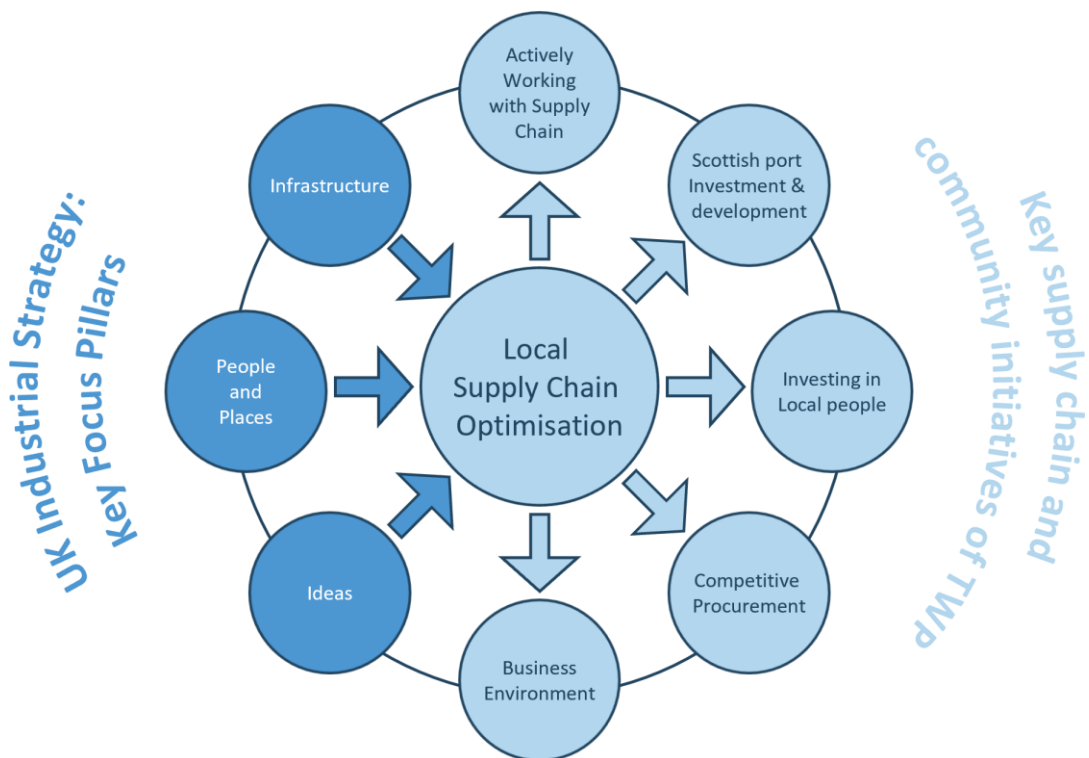 UK Industrial Strategy:
Key Focus Pillars
Infrastructure
People
and
Places
Ideas
Local
Supply Chain
Optimisation
Actively
Working
with Supply
Chain
Scottish port
Investment &
development
Investing in
Local people
Competitive
Procurement
Business
Environment
Key supply chain and
community initiatives of TWP